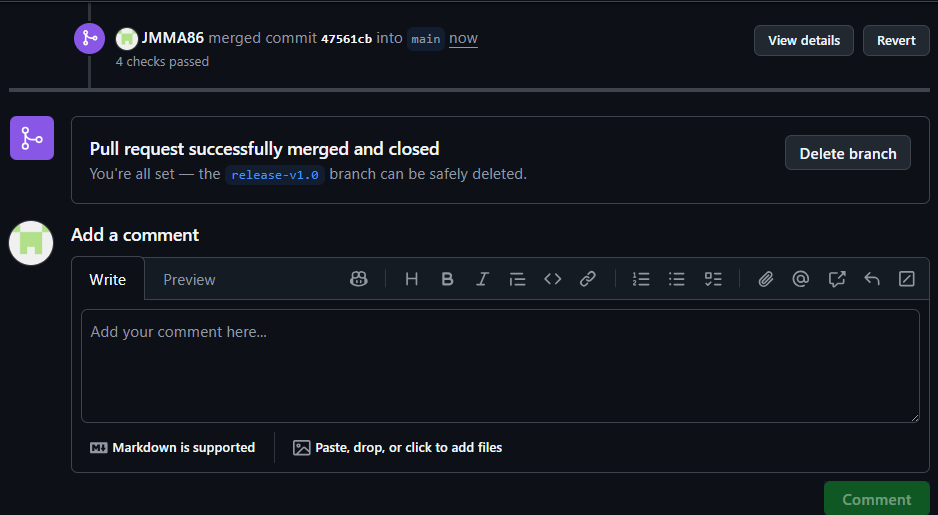 JMMA86 merged commit 47561cb into main now
View details
Revert
4 checks passed
Pull request successfully merged and closed
You're all set — the release-v1.0 branch can be safely deleted.
Delete branch
Add a comment
Write
Preview
Add your comment here...
Markdown is supported
Paste, drop, or click to add files
Comment